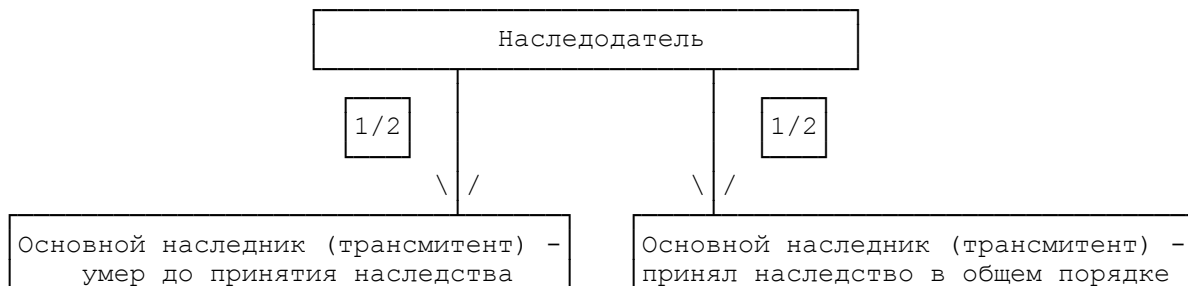 Наследодатель
1/2
1/2
Основной наследник (трансмитент) -
умер до принятия наследства
Основной наследник (трансмитент) -
принял наследство в общем порядке